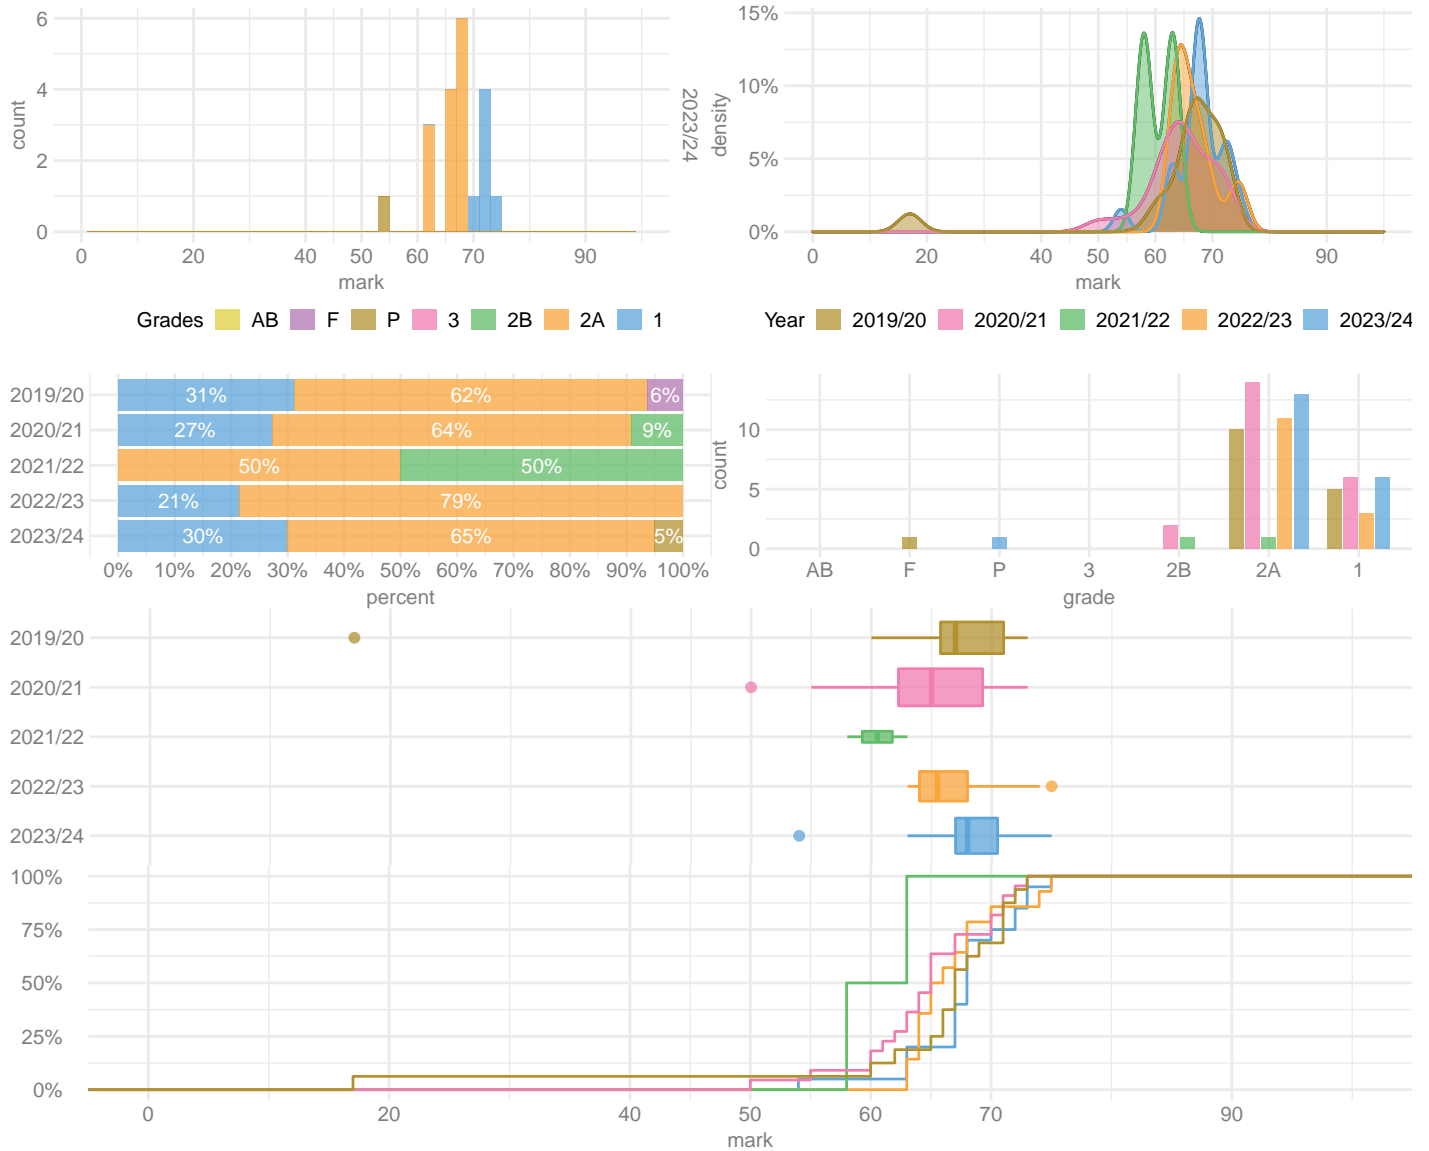 6
4
2
0
count
0 20 40 50 60 70 90
mark
2023/24
15%
10%
5%
0%
density
0 20 40 50 60 70 90
mark
Grades AB F P 3 2B 2A 1
Year 2019/20 2020/21 2021/22 2022/23 2023/24
2019/20 31% 62% 6%
2020/21 27% 64% 9%
2021/22 50% 50%
2022/23 21% 79%
2023/24 30% 65% 5%
0% 10% 20% 30% 40% 50% 60% 70% 80% 90% 100%
percent
10
5
0
count
AB F P 3 2B 2A 1
grade
2019/20
2020/21
2021/22
2022/23
2023/24
100%
75%
50%
25%
0%
0 20 40 50 60 70 90
mark